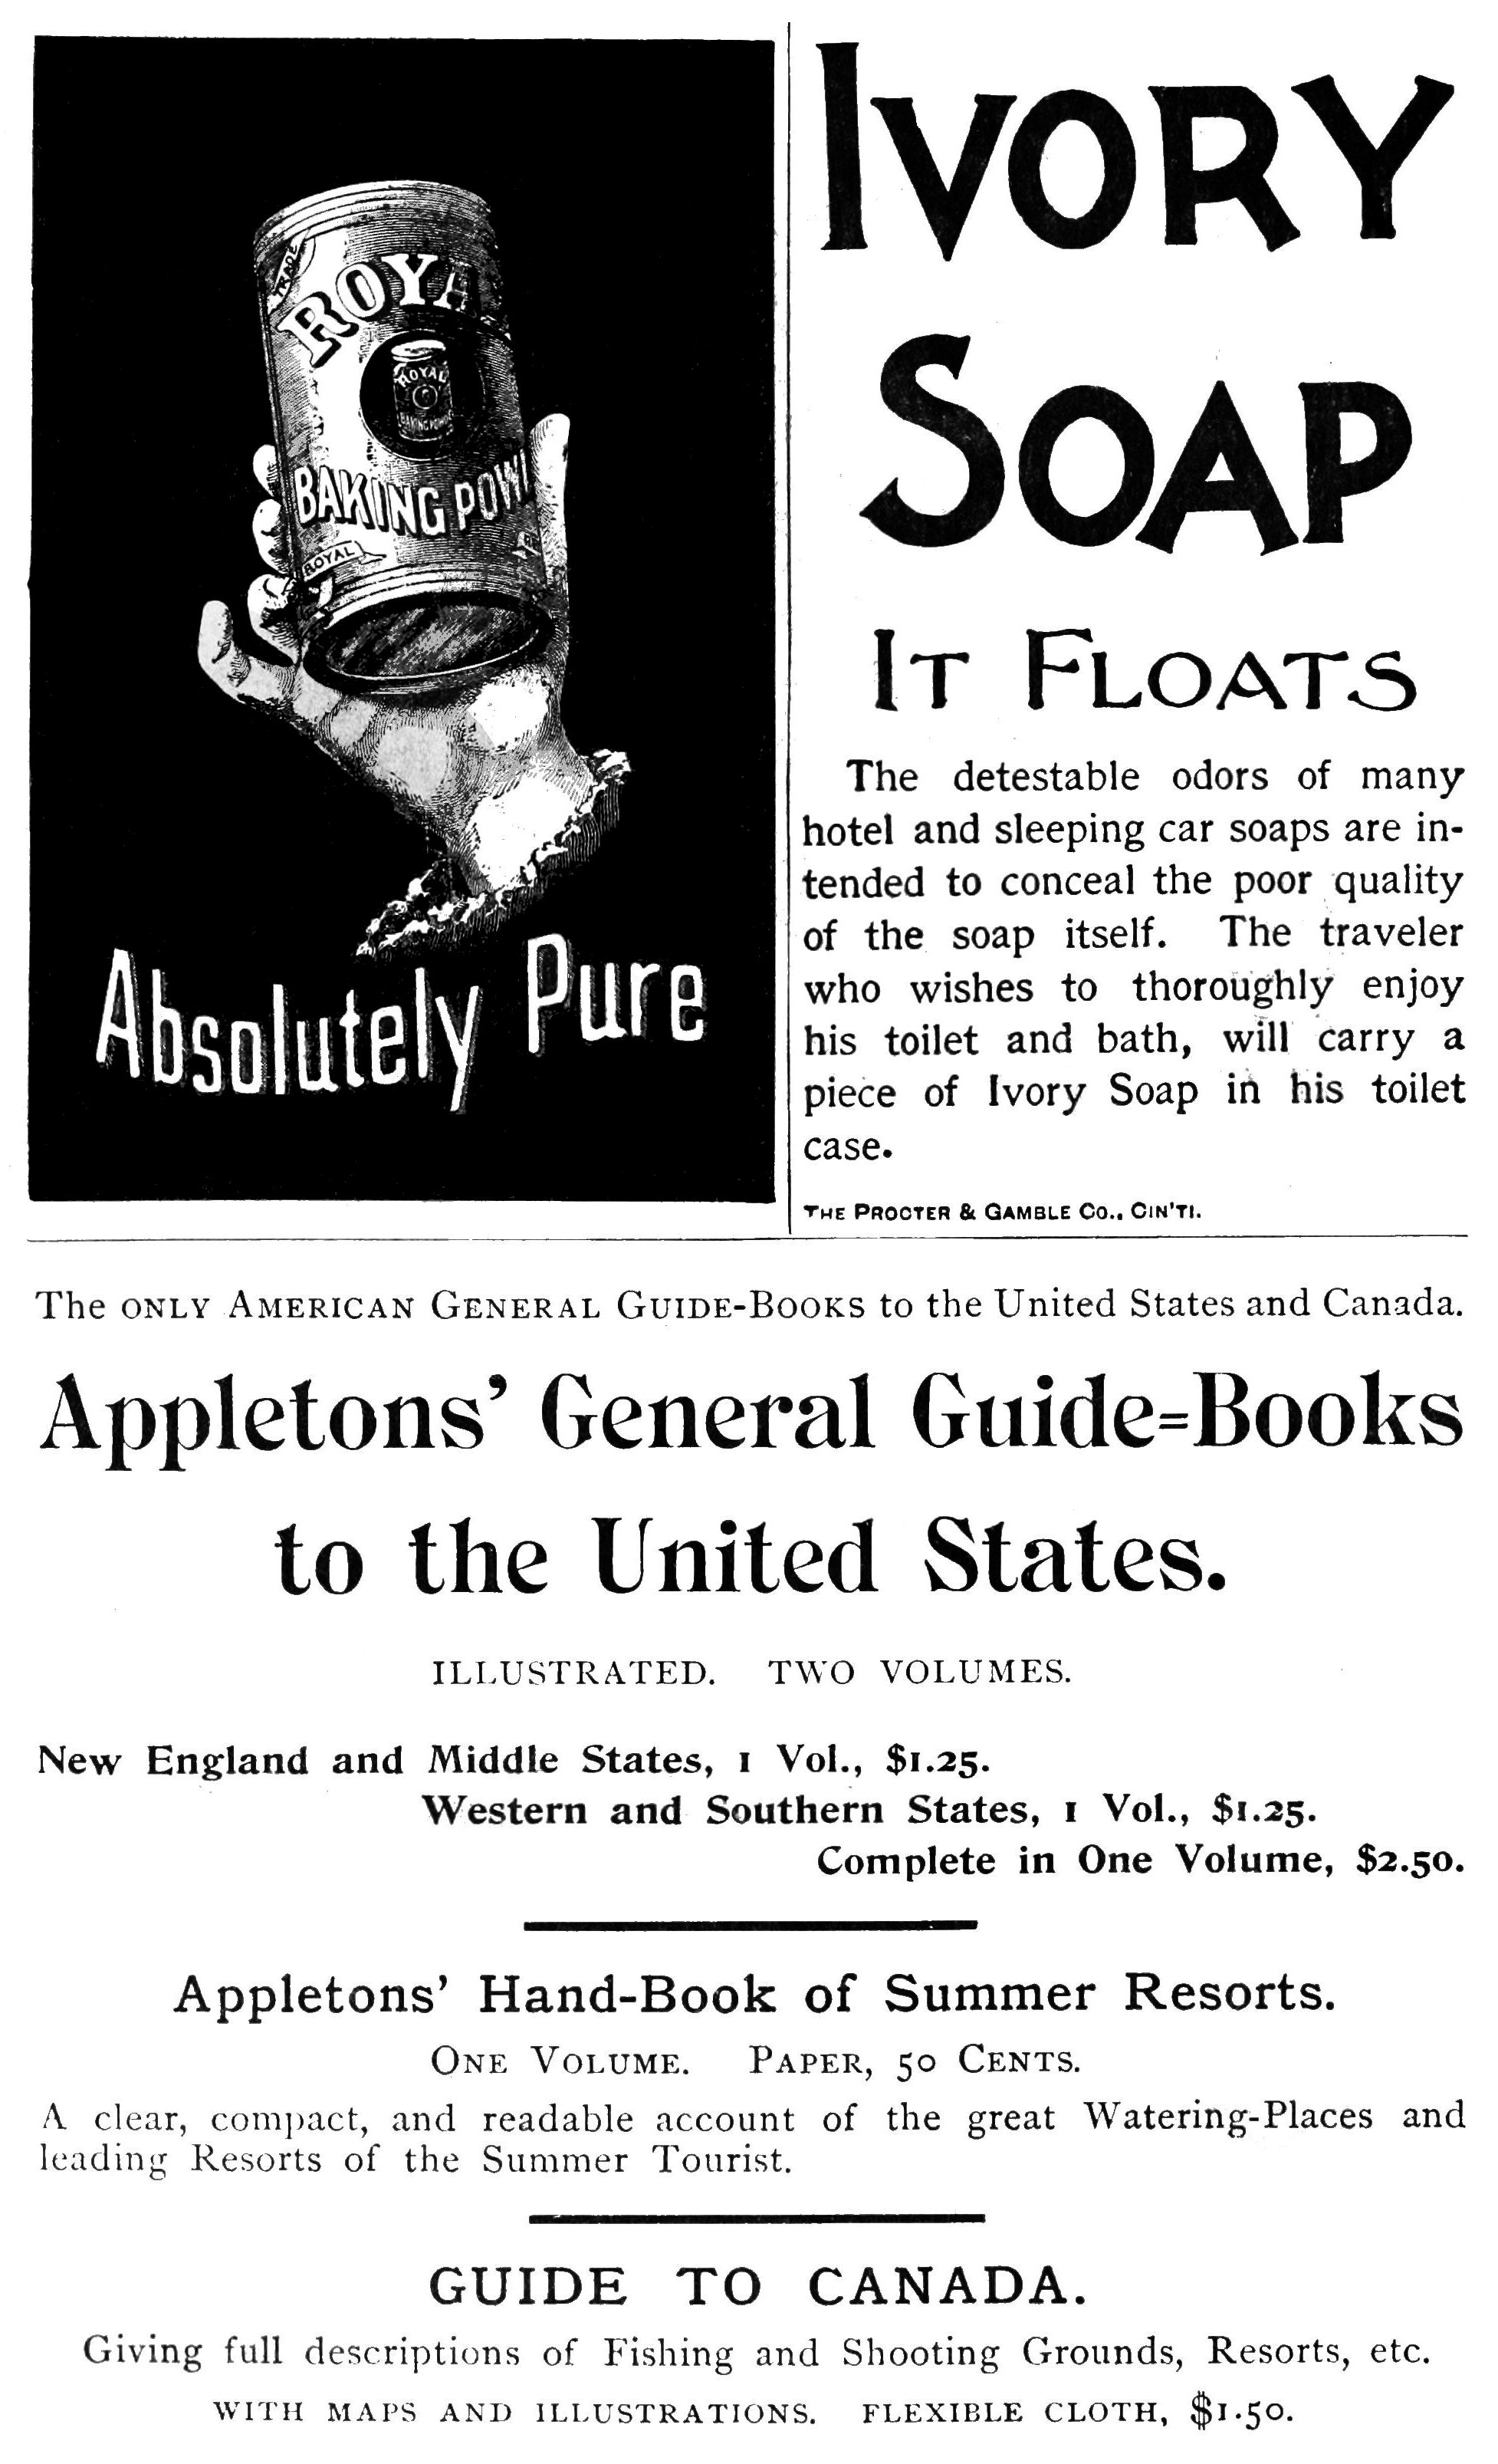 TRADE
ROYA
ROYAL
BAKING POW
ROYAL
Absolutely Pure
IVORY
SOAP
IT FLOATS
The detestable odors of many
hotel and sleeping car soaps are in-
tended to conceal the poor quality
of the soap itself. The traveler
who wishes to thoroughly enjoy
his toilet and bath, will carry a
piece of Ivory Soap in his toilet
case.
THE PROCTER & GAMBLE CO., CIN'TI.
The ONLY AMERICAN GENERAL GUIDE-BOOKS to the United States and Canada.
Appletons' General Guide=Books
to the United States.
ILLUSTRATED. TWO VOLUMES.
New England and Middle States, 1 Vol., $1.25.
Western and Southern States, 1 Vol., $1.25.
Complete in One Volume, $2.50.
Appletons' Hand-Book of Summer Resorts.
ONE VOLUME. PAPER, 50 CENTS.
A clear, compact, and readable account of the great Watering-Places and
leading Resorts of the Summer Tourist.
GUIDE TO CANADA.
Giving full descriptions of Fishing and Shooting Grounds, Resorts, etc.
WITH MAPS AND ILLUSTRATIONS. FLEXIBLE CLOTH, $1.50.